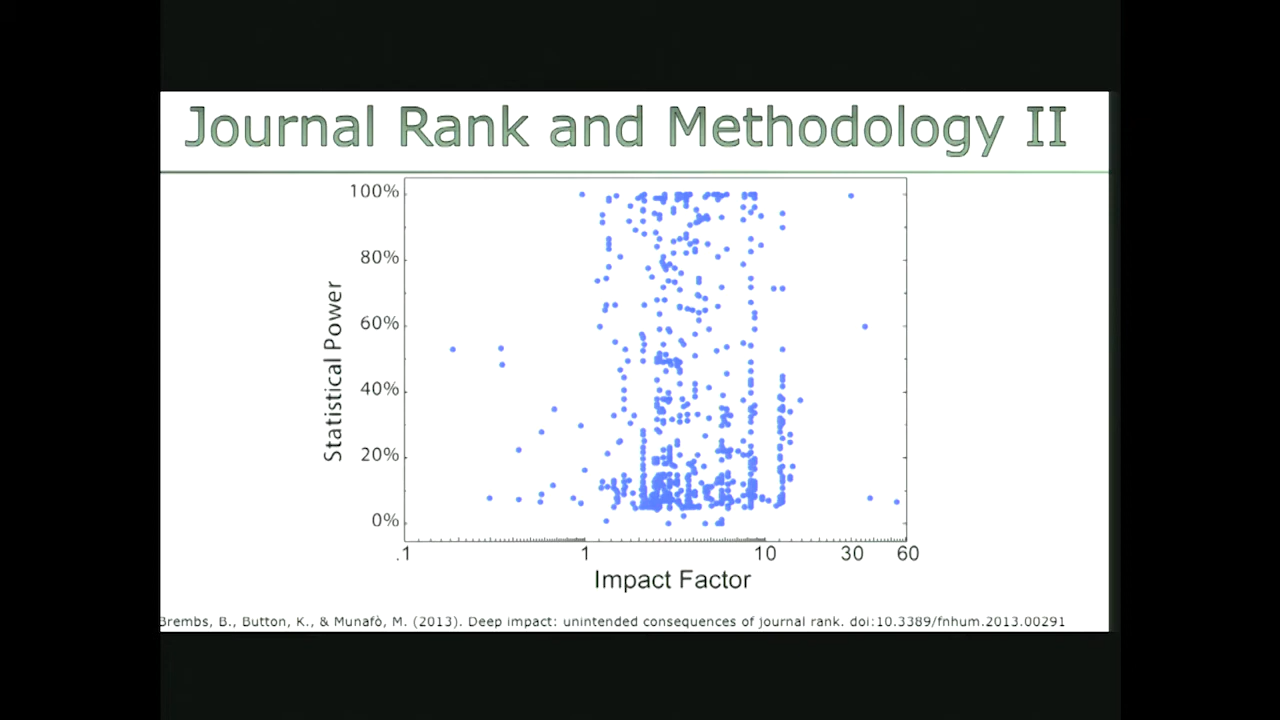 Journal Rank and Methodology II
100%
80%
60%
40%
20%
0%
Statistical Power
.1
1
10
30
60
Impact Factor
Brembs, B., Button, K., & Munafò, M. (2013). Deep impact: unintended consequences of journal rank. doi:10.3389/fnhum.2013.00291